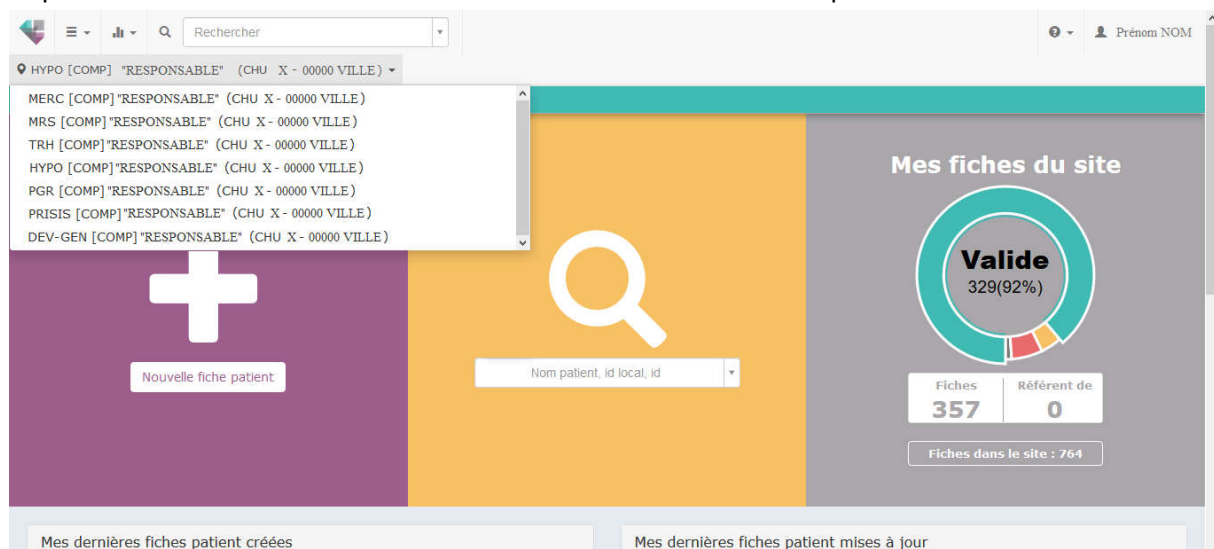 Rechercher
Prénom NOM
HYPO [COMP] "RESPONSABLE" (CHU X - 00000 VILLE)
MERC [COMP] "RESPONSABLE" (CHU X - 00000 VILLE)
MRS [COMP] "RESPONSABLE" (CHU X - 00000 VILLE)
TRH [COMP] "RESPONSABLE" (CHU X - 00000 VILLE)
HYPO [COMP] "RESPONSABLE" (CHU X - 00000 VILLE)
PGR [COMP] "RESPONSABLE" (CHU X - 00000 VILLE)
PRISIS [COMP] "RESPONSABLE" (CHU X - 00000 VILLE)
DEV-GEN [COMP] "RESPONSABLE" (CHU X - 00000 VILLE)
Nouvelle fiche patient
Nom patient, id local, id
Mes fiches du site
Valide
329(92%)
Fiches Référent de
357 0
Fiches dans le site : 764
Mes dernières fiches patient créées
Mes dernières fiches patient mises à jour